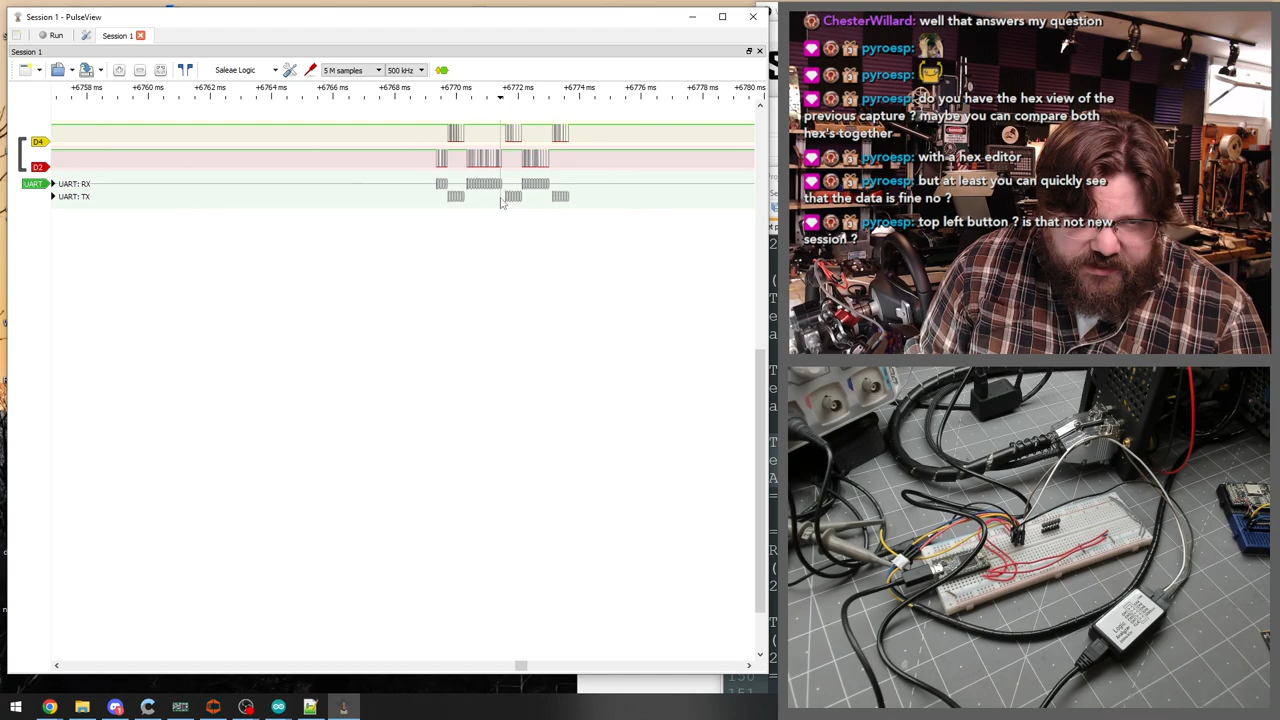 Session 1 - PulseView
Run
Session 1
Session 1
Saleae Logic
5 M samples
500 kHz
+6758 ms
+6760 ms
+6762 ms
+6764 ms
+6766 ms
+6768 ms
+6770 ms
+6772 ms
+6774 ms
+6776 ms
+6778 ms
+6780 ms
D4
D2
UART
UART: RX
UART: TX
ChesterWillard: well that answers my question
pyroesp:
pyroesp:
pyroesp: do you have the hex view of the
previous capture ? maybe you can compare both
hex's together
pyroesp: with a hex editor
pyroesp: but at least you can quickly see
that the data is fine no ?
pyroesp: top left button ? is that not new
session ?
DANGER
Logic
Analyzer
150
151